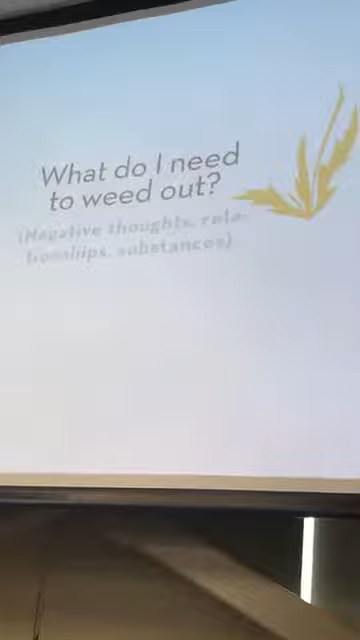 What do I need
to weed out?
(Negative thoughts, rela-
tionships, substances)